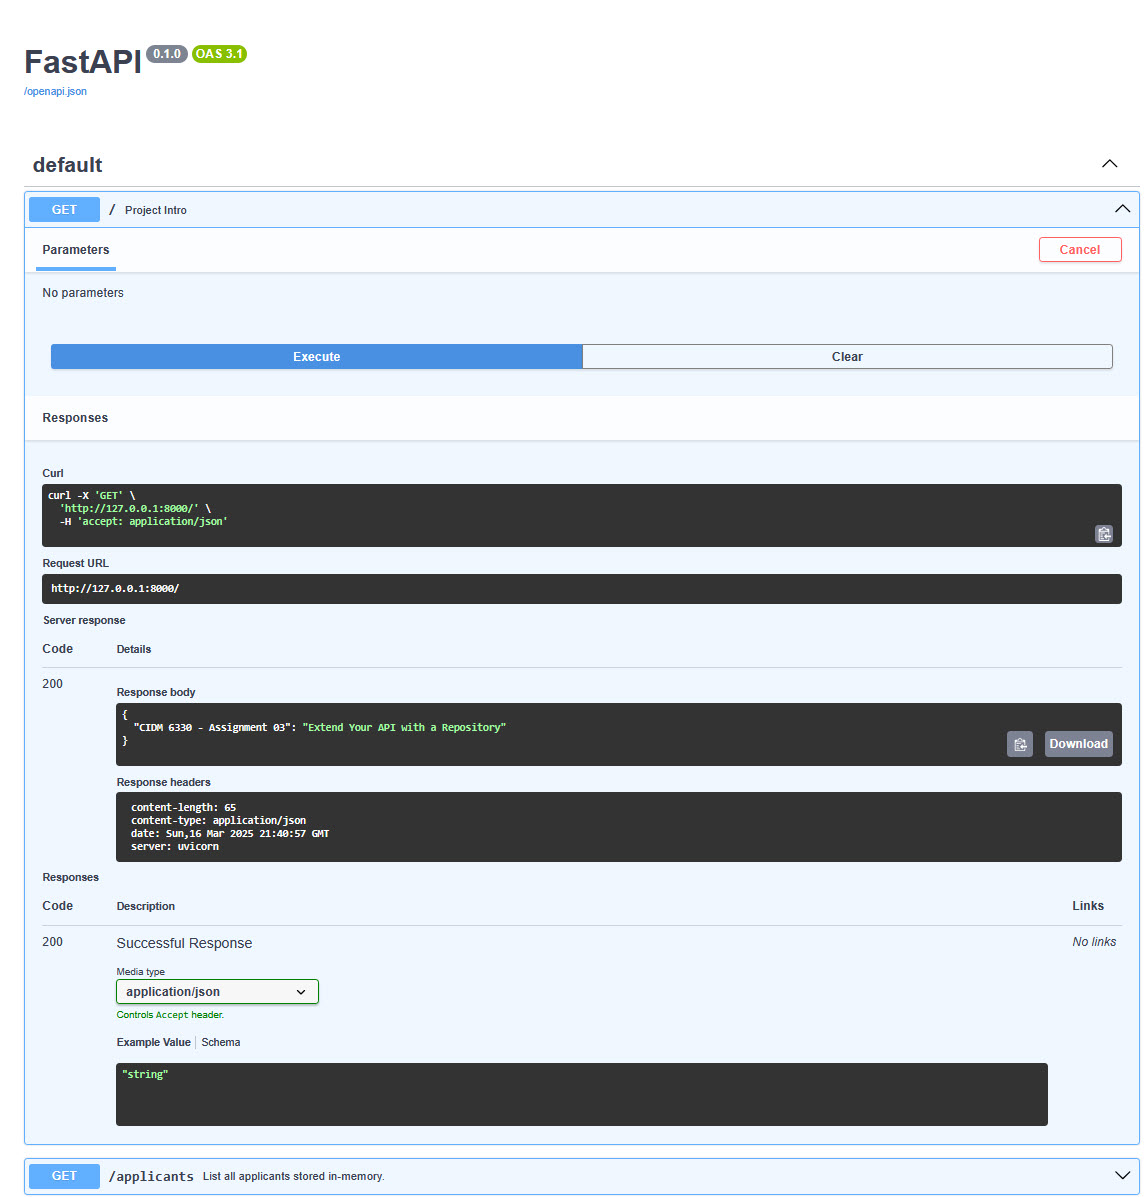 FastAPI 0.1.0 OAS 3.1
/openapi.json
default
GET / Project Intro
Parameters Cancel
No parameters
Execute Clear
Responses
Curl
curl -X 'GET' \
  'http://127.0.0.1:8000/' \
  -H 'accept: application/json'
Request URL
http://127.0.0.1:8000/
Server response
Code Details
200
Response body
{
  "CIDM 6330 - Assignment 03": "Extend Your API with a Repository"
}
Download
Response headers
content-length: 65
content-type: application/json
date: Sun,16 Mar 2025 21:40:57 GMT
server: uvicorn
Responses
Code Description Links
200 Successful Response No links
Media type
application/json
Controls Accept header.
Example Value Schema
"string"
GET /applicants List all applicants stored in-memory.